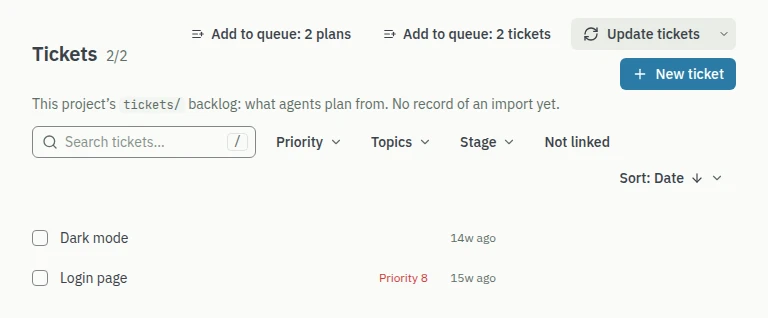 Add to queue: 2 plans Add to queue: 2 tickets Update tickets
Tickets 2/2
New ticket
This project's tickets/ backlog: what agents plan from. No record of an import yet.
Search tickets... / Priority Topics Stage Not linked
Sort: Date
Dark mode 14w ago
Login page Priority 8 15w ago